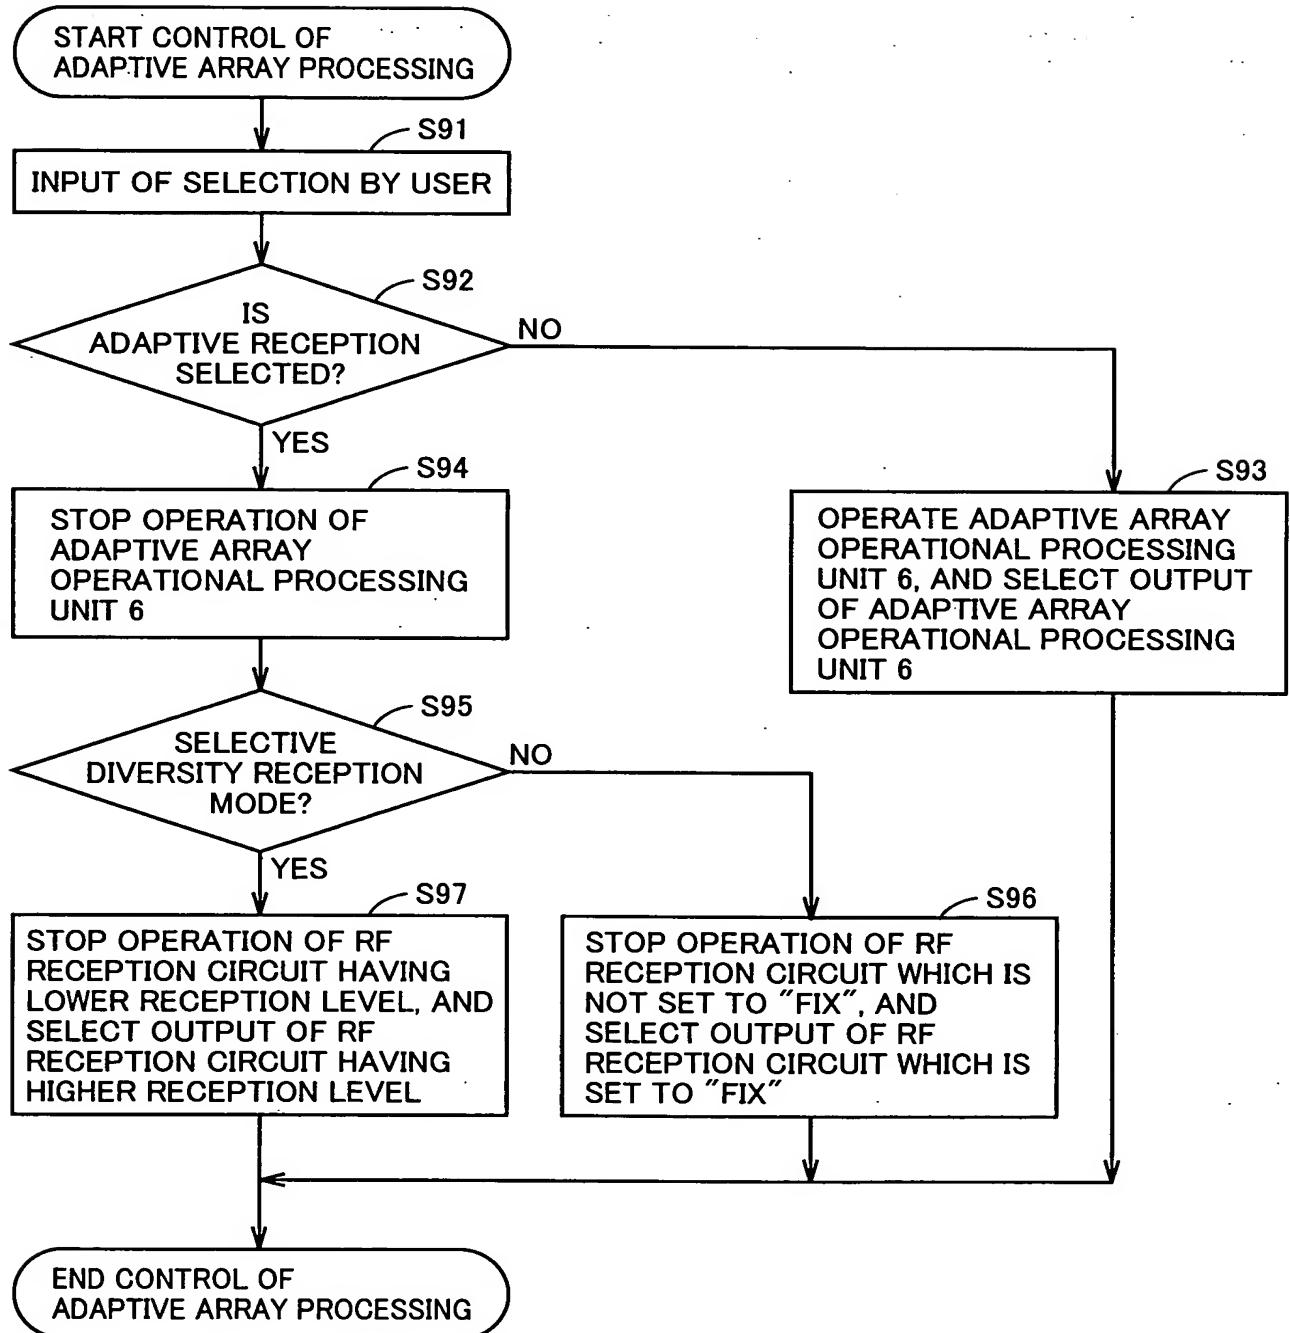 START CONTROL OF
ADAPTIVE ARRAY PROCESSING
S91
INPUT OF SELECTION BY USER
S92
IS
ADAPTIVE RECEPTION
SELECTED?
NO
YES
S94
STOP OPERATION OF
ADAPTIVE ARRAY
OPERATIONAL PROCESSING
UNIT 6
S93
OPERATE ADAPTIVE ARRAY
OPERATIONAL PROCESSING
UNIT 6, AND SELECT OUTPUT
OF ADAPTIVE ARRAY
OPERATIONAL PROCESSING
UNIT 6
S95
SELECTIVE
DIVERSITY RECEPTION
MODE?
NO
YES
S97
STOP OPERATION OF RF
RECEPTION CIRCUIT HAVING
LOWER RECEPTION LEVEL, AND
SELECT OUTPUT OF RF
RECEPTION CIRCUIT HAVING
HIGHER RECEPTION LEVEL
S96
STOP OPERATION OF RF
RECEPTION CIRCUIT WHICH IS
NOT SET TO "FIX", AND
SELECT OUTPUT OF RF
RECEPTION CIRCUIT WHICH IS
SET TO "FIX"
END CONTROL OF
ADAPTIVE ARRAY PROCESSING